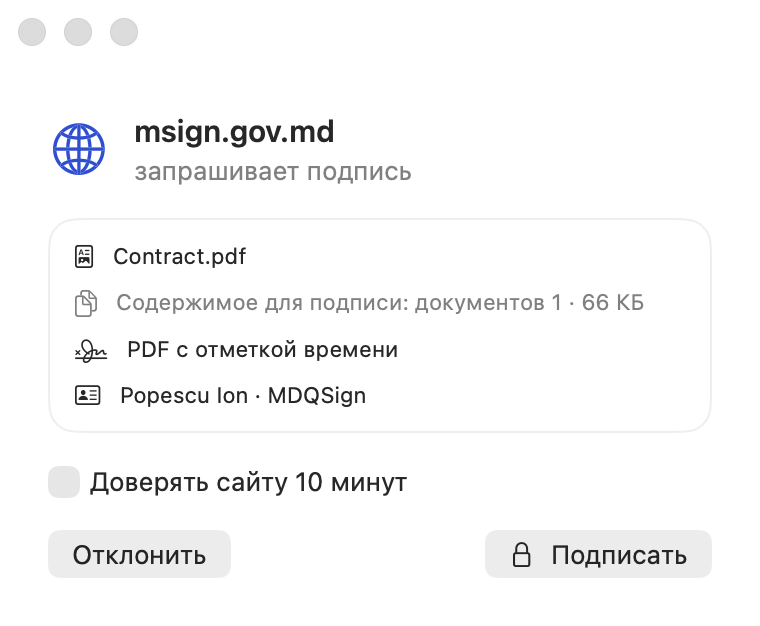 msign.gov.md
запрашивает подпись
Contract.pdf
Содержимое для подписи: документов 1 · 66 КБ
PDF с отметкой времени
Popescu Ion · MDQSign
Доверять сайту 10 минут
Отклонить
Подписать